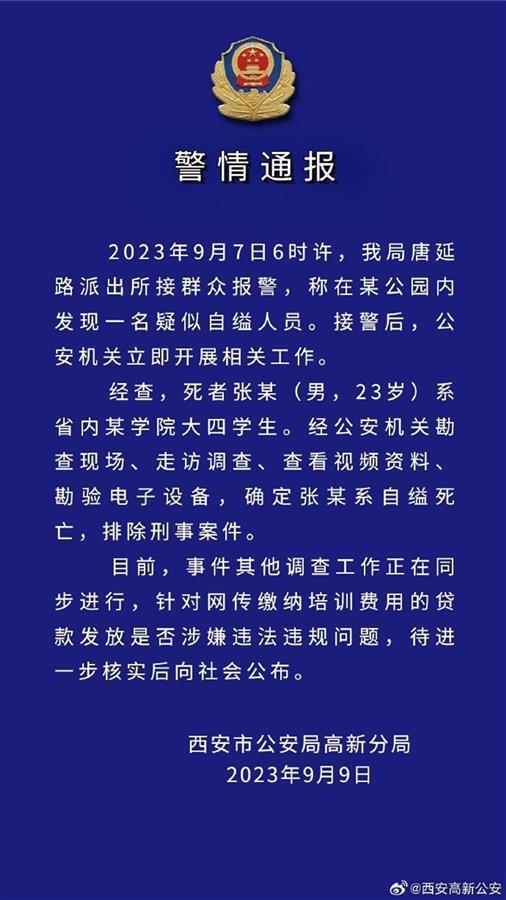 警情通报
2023年9月7日6时许，我局唐延
路派出所接群众报警，称在某公园内
发现一名疑似自缢人员。接警后，公
安机关立即开展相关工作。
经查，死者张某（男，23岁）系
省内某学院大四学生。经公安机关勘
查现场、走访调查、查看视频资料、
勘验电子设备，确定张某系自缢死
亡，排除刑事案件。
目前，事件其他调查工作正在同
步进行，针对网传缴纳培训费用的贷
款发放是否涉嫌违法违规问题，待进
一步核实后向社会公布。
西安市公安局高新分局
2023年9月9日
@西安高新公安